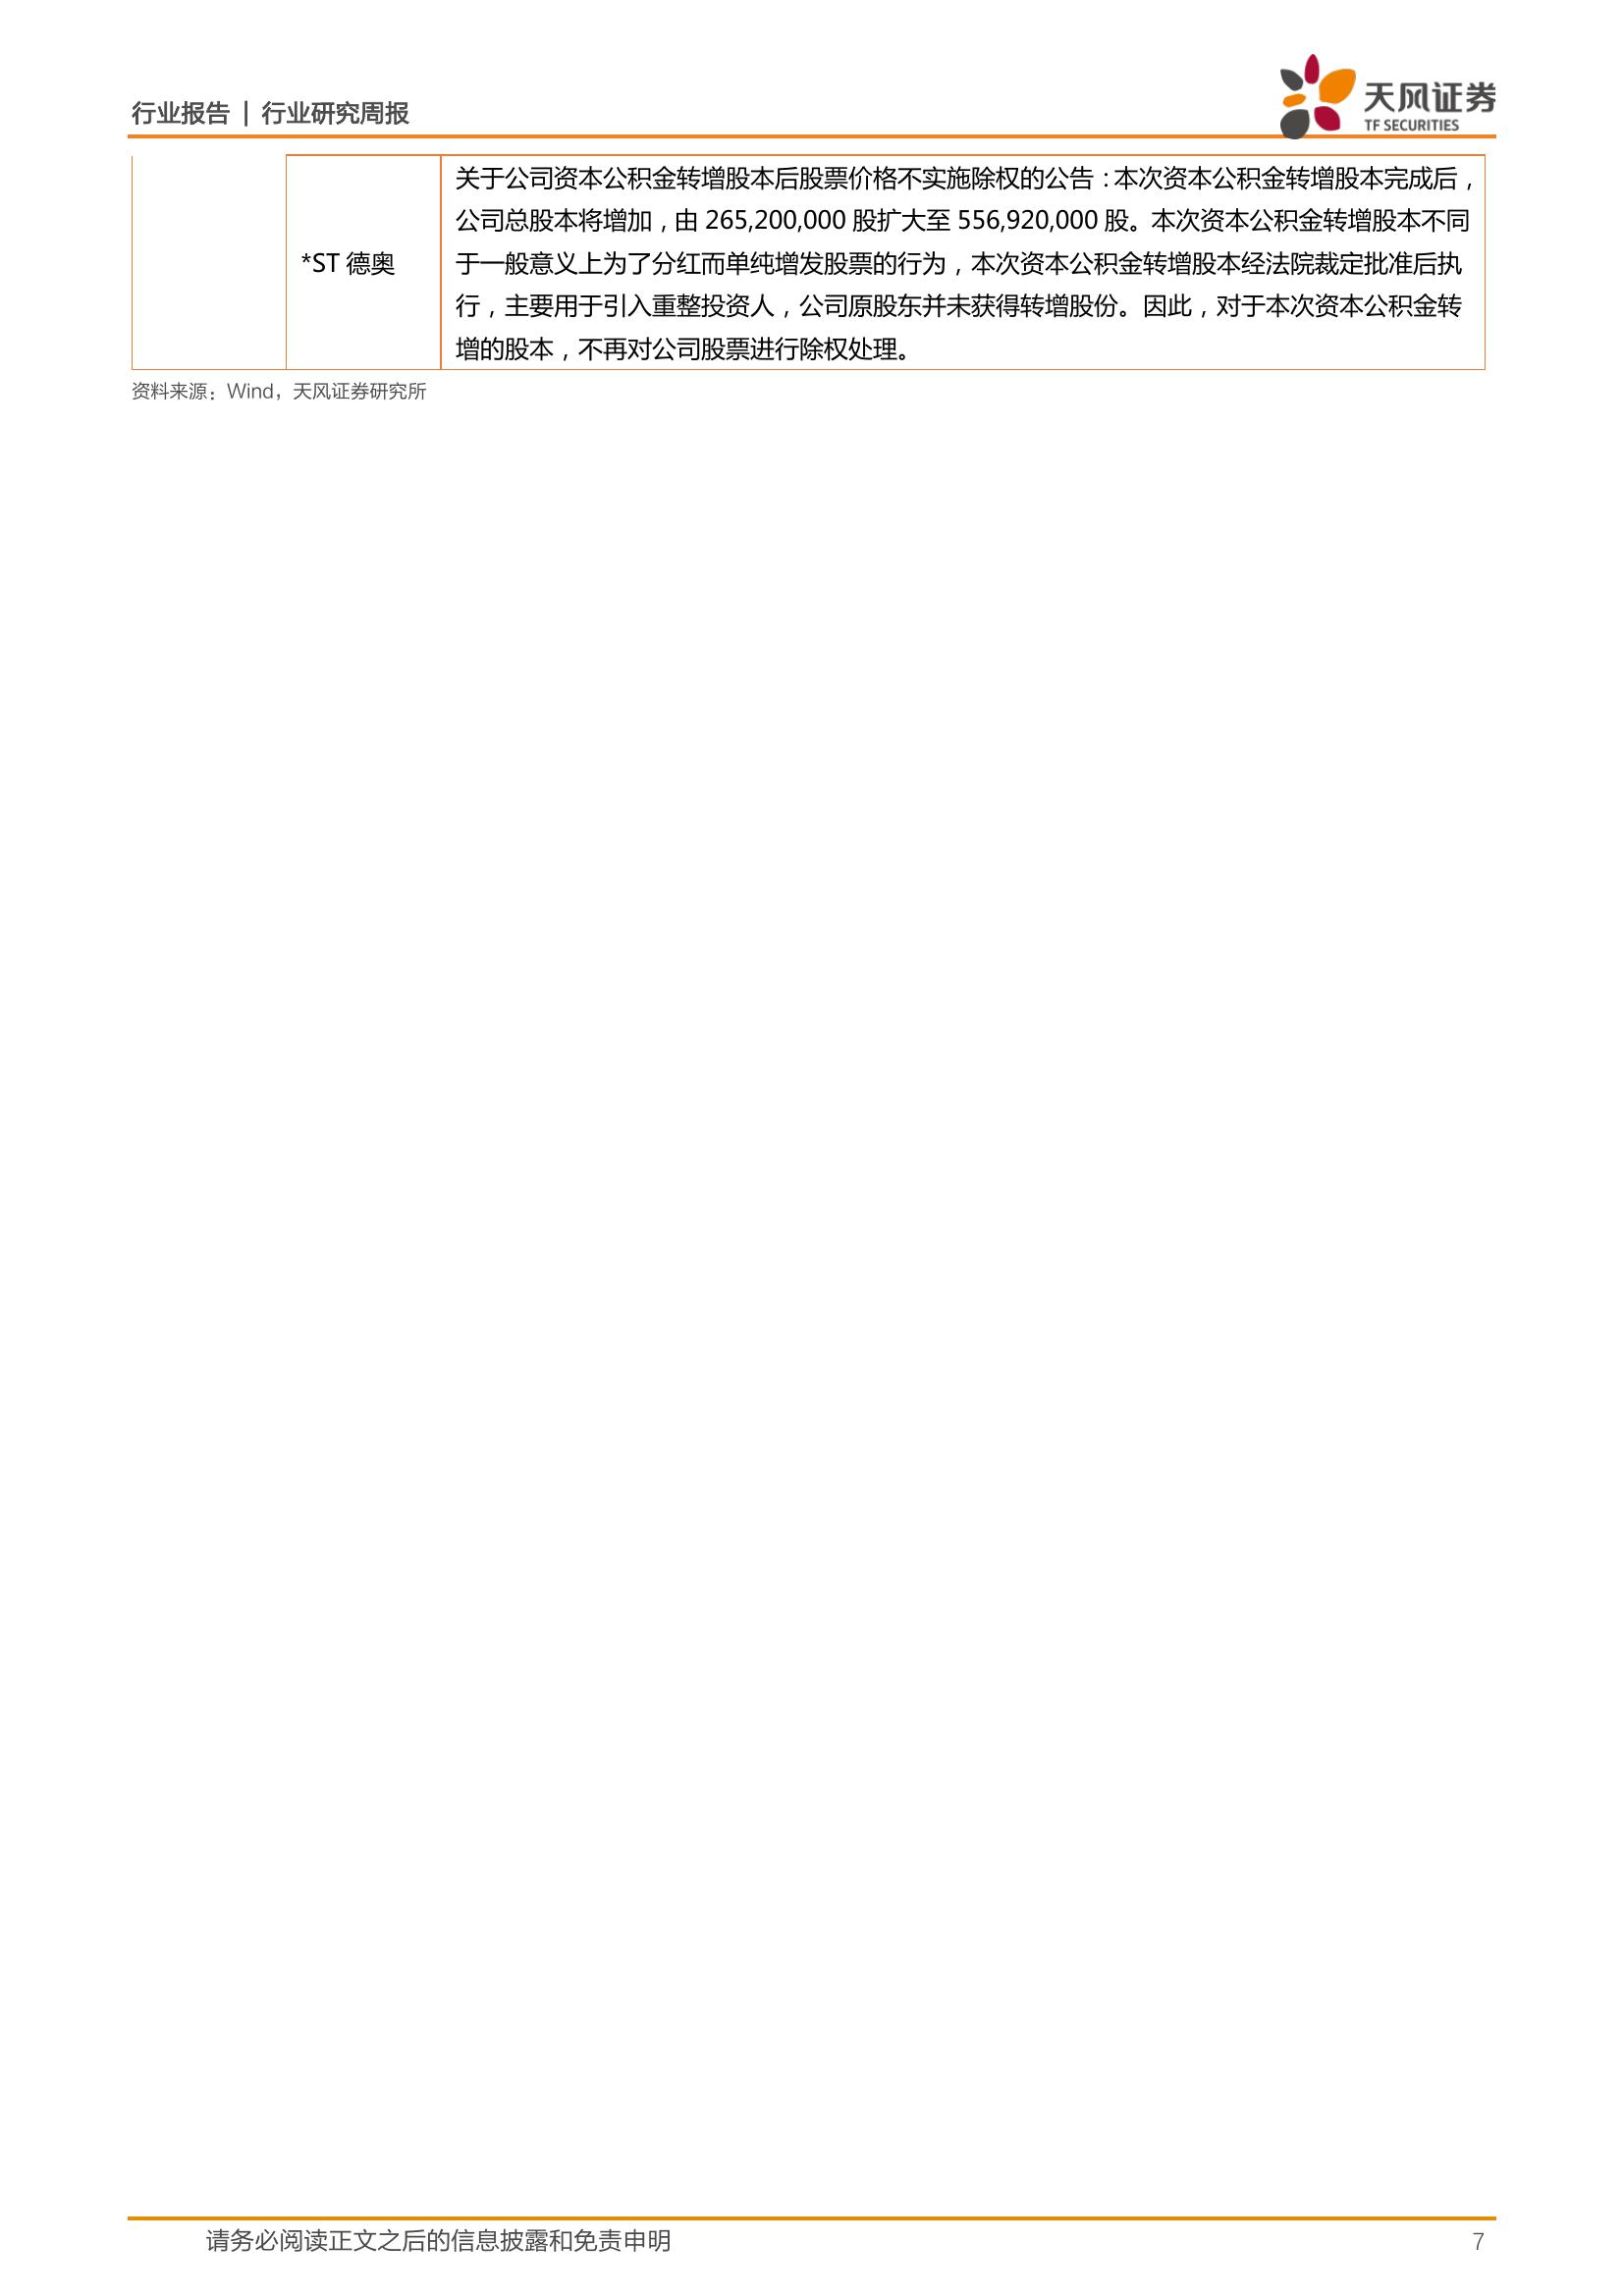 行业报告 | 行业研究周报
天风证券
TF SECURITIES
*ST 德奥
关于公司资本公积金转增股本后股票价格不实施除权的公告：本次资本公积金转增股本完成后，
公司总股本将增加，由 265,200,000 股扩大至 556,920,000 股。本次资本公积金转增股本不同
于一般意义上为了分红而单纯增发股票的行为，本次资本公积金转增股本经法院裁定批准后执
行，主要用于引入重整投资人，公司原股东并未获得转增股份。因此，对于本次资本公积金转
增的股本，不再对公司股票进行除权处理。
资料来源：Wind，天风证券研究所
请务必阅读正文之后的信息披露和免责申明
7